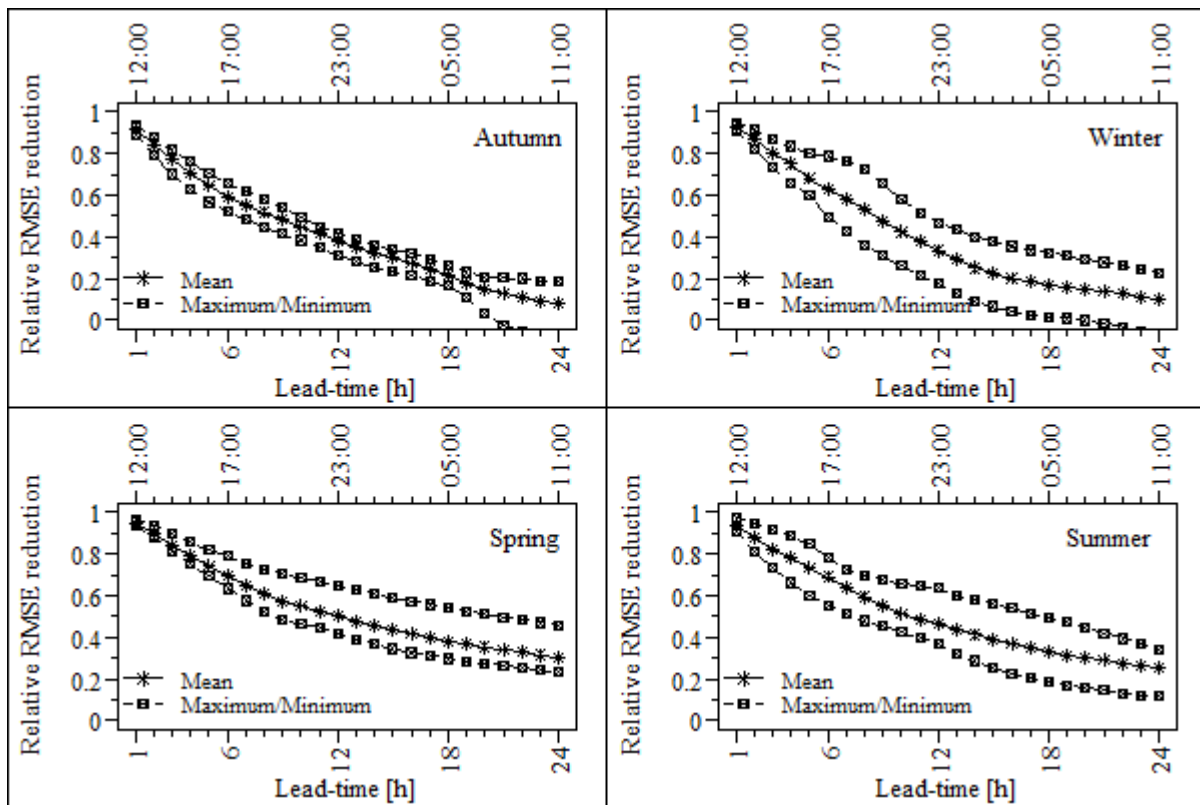 12:00 17:00 23:00 05:00 11:00
Relative RMSE reduction
1
0.8
0.6
0.4
0.2
0
Autumn
Mean
Maximum/Minimum
1 6 12 18 24
Lead-time [h]
12:00 17:00 23:00 05:00 11:00
Relative RMSE reduction
1
0.8
0.6
0.4
0.2
0
Winter
Mean
Maximum/Minimum
1 6 12 18 24
Lead-time [h]
12:00 17:00 23:00 05:00 11:00
Relative RMSE reduction
1
0.8
0.6
0.4
0.2
0
Spring
Mean
Maximum/Minimum
1 6 12 18 24
Lead-time [h]
12:00 17:00 23:00 05:00 11:00
Relative RMSE reduction
1
0.8
0.6
0.4
0.2
0
Summer
Mean
Maximum/Minimum
1 6 12 18 24
Lead-time [h]